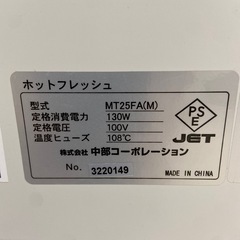 ホットフレッシュ
型式 MT25FA(M)
定格消費電力 130W
定格電圧 100V
温度ヒューズ 108℃
PSE
JET
株式会社 中部コーポレーション
No. 3220149
MADE IN CHINA